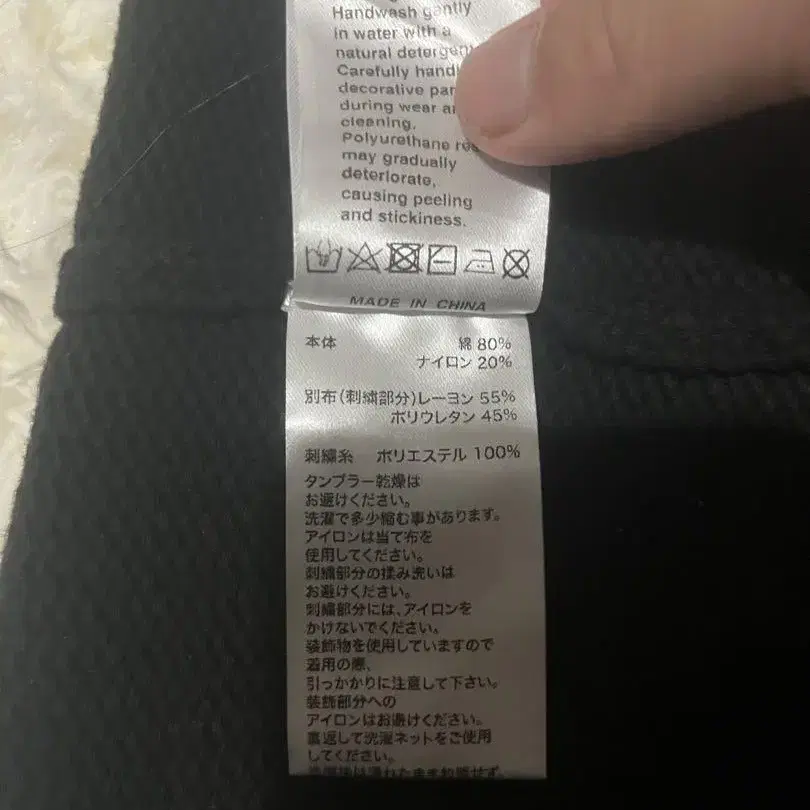 Handwash gently
in water with a
natural
Carefully
decorative
during wear
cleaning.
Polyurethane
may gradually
deteriorate,
causing peeling
and stickiness.
MADE IN CHINA
本体 綿 80%
ナイロン 20%
別布(刺繍部分)レーヨン 55%
ポリウレタン 45%
刺繍糸 ポリエステル 100%
タンブラー乾燥は
お避けください。
洗濯で多少縮む事があります。
アイロンは当て布を
使用してください。
刺繍部分の揉み洗いは
お避けください。
刺繍部分には、アイロンを
かけないでください。
装飾物を使用していますので
着用の際、
引っかかりに注意して下さい。
装飾部分への
アイロンはお避けください。
裏返して洗濯ネットをご使用
してください。